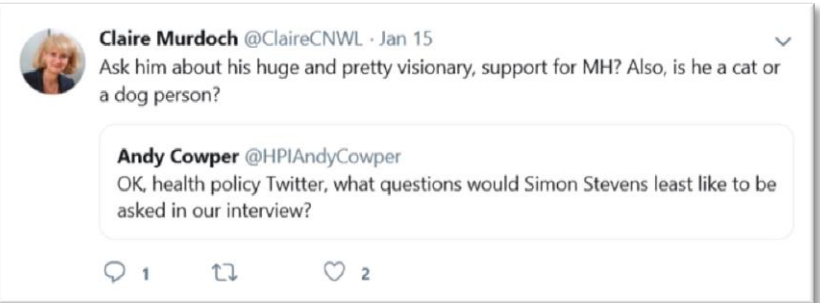 Claire Murdoch @ClaireCNWL · Jan 15
Ask him about his huge and pretty visionary, support for MH? Also, is he a cat or
a dog person?
Andy Cowper @HPIAndyCowper
OK, health policy Twitter, what questions would Simon Stevens least like to be
asked in our interview?
1 2